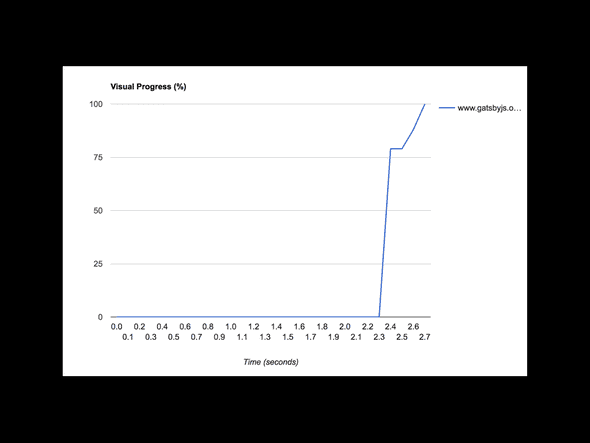 Visual Progress (%)
100
www.gatsbyjs.o...
75
50
25
0
0.0 0.2 0.4 0.6 0.8 1.0 1.2 1.4 1.6 1.8 2.0 2.2 2.4 2.6
0.1 0.3 0.5 0.7 0.9 1.1 1.3 1.5 1.7 1.9 2.1 2.3 2.5 2.7
Time (seconds)